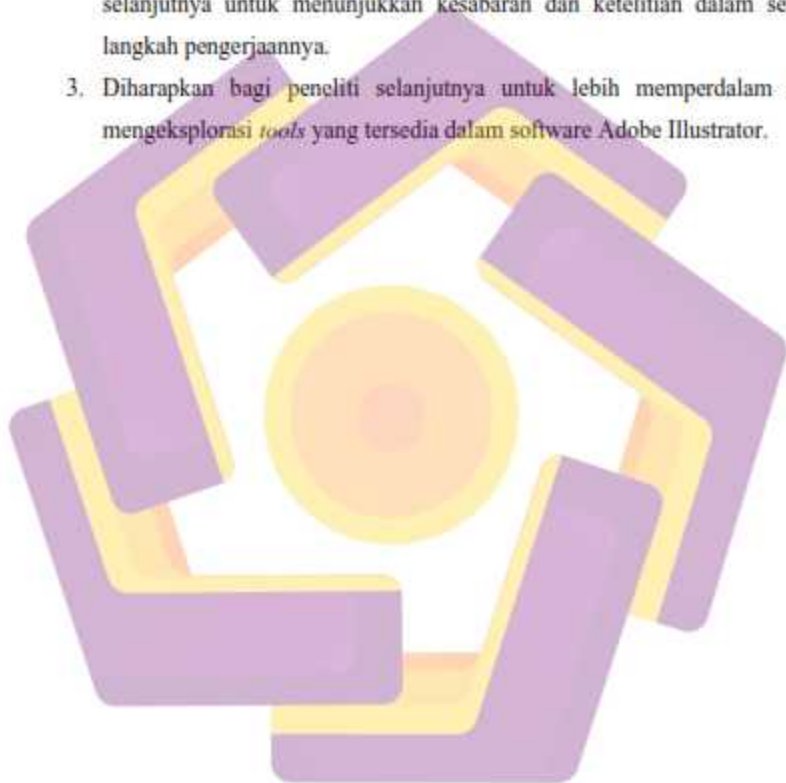 selanjutnya untuk menunjukkan kesabaran dan ketelitian dalam se
langkah pengerjaannya.
3. Diharapkan bagi peneliti selanjutnya untuk lebih memperdalam
mengeksplorasi tools yang tersedia dalam software Adobe Illustrator.